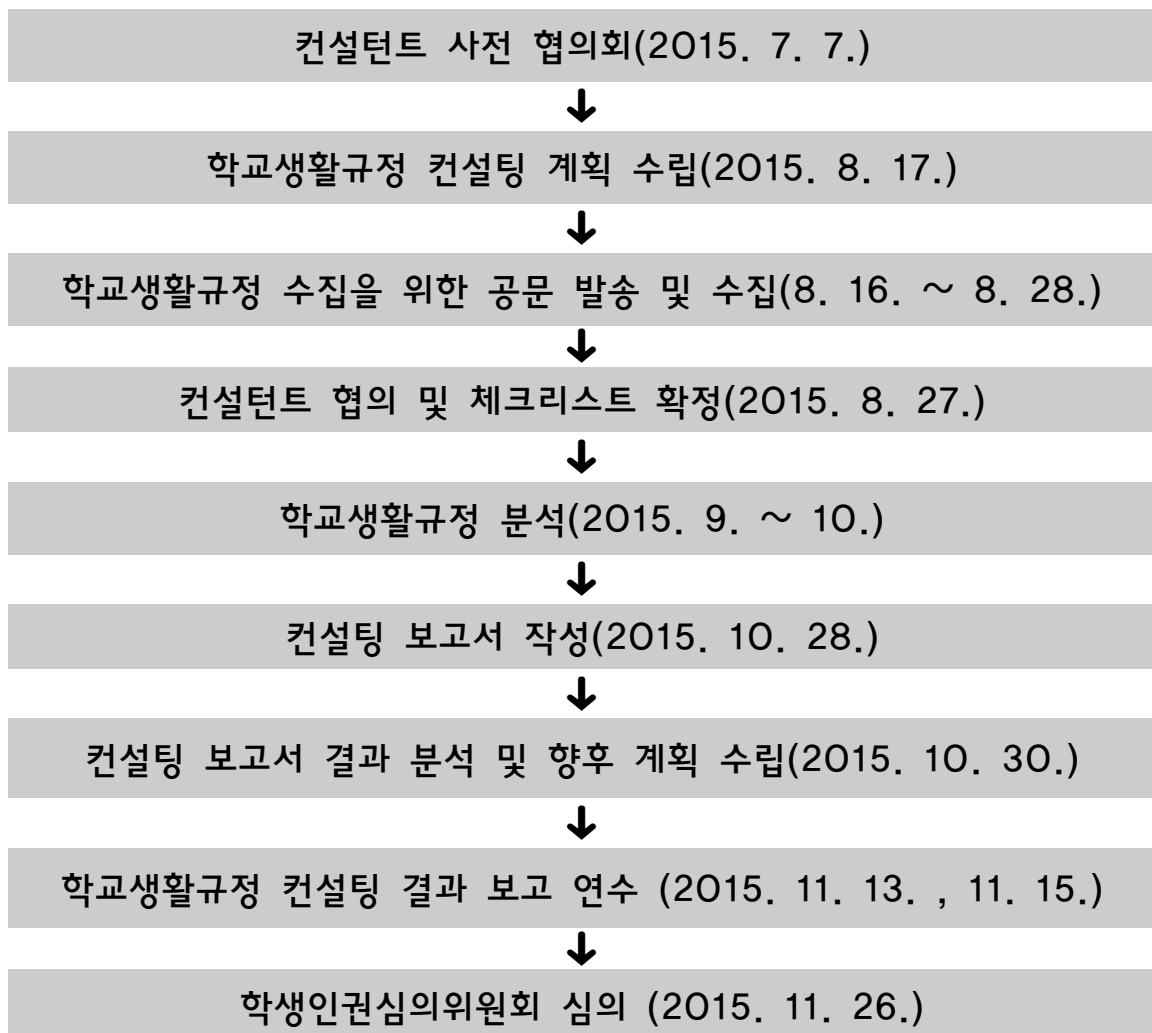 컨설턴트 사전 협의회(2015. 7. 7.)
↓
학교생활규정 컨설팅 계획 수립(2015. 8. 17.)
↓
학교생활규정 수집을 위한 공문 발송 및 수집(8. 16. ～ 8. 28.)
↓
컨설턴트 협의 및 체크리스트 확정(2015. 8. 27.)
↓
학교생활규정 분석(2015. 9. ～ 10.)
↓
컨설팅 보고서 작성(2015. 10. 28.)
↓
컨설팅 보고서 결과 분석 및 향후 계획 수립(2015. 10. 30.)
↓
학교생활규정 컨설팅 결과 보고 연수 (2015. 11. 13. , 11. 15.)
↓
학생인권심의위원회 심의 (2015. 11. 26.)